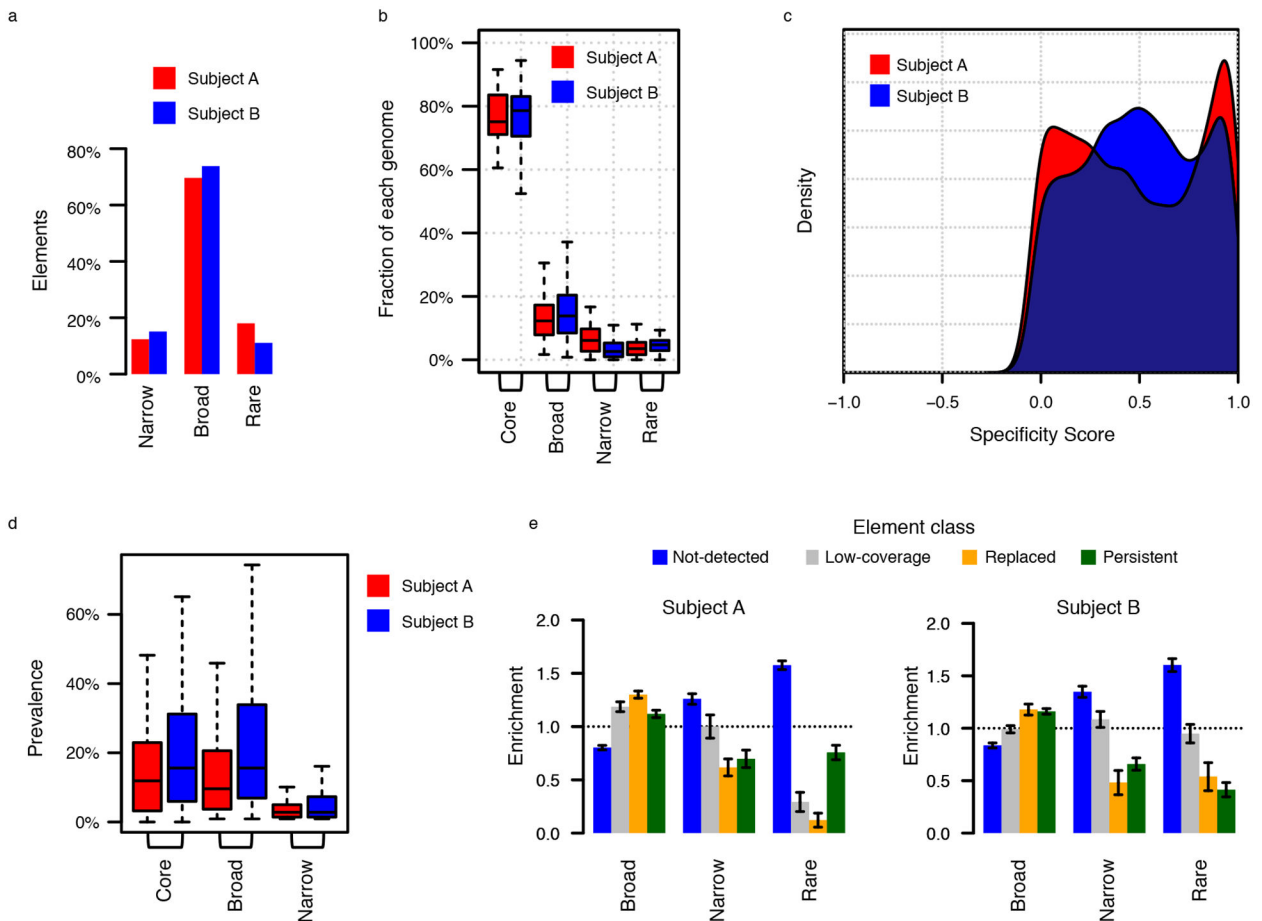 a
Subject A
Subject B
Elements
80%
60%
40%
20%
0%
Narrow
Broad
Rare
b
Subject A
Subject B
Fraction of each genome
100%
80%
60%
40%
20%
0%
Core
Broad
Narrow
Rare
c
Subject A
Subject B
Density
−1.0
−0.5
0.0
0.5
1.0
Specificity Score
d
Subject A
Subject B
Prevalence
60%
40%
20%
0%
Core
Broad
Narrow
e
Element class
Not-detected
Low-coverage
Replaced
Persistent
Subject A
Enrichment
2.0
1.5
1.0
0.5
0.0
Broad
Narrow
Rare
Subject B
Enrichment
2.0
1.5
1.0
0.5
0.0
Broad
Narrow
Rare